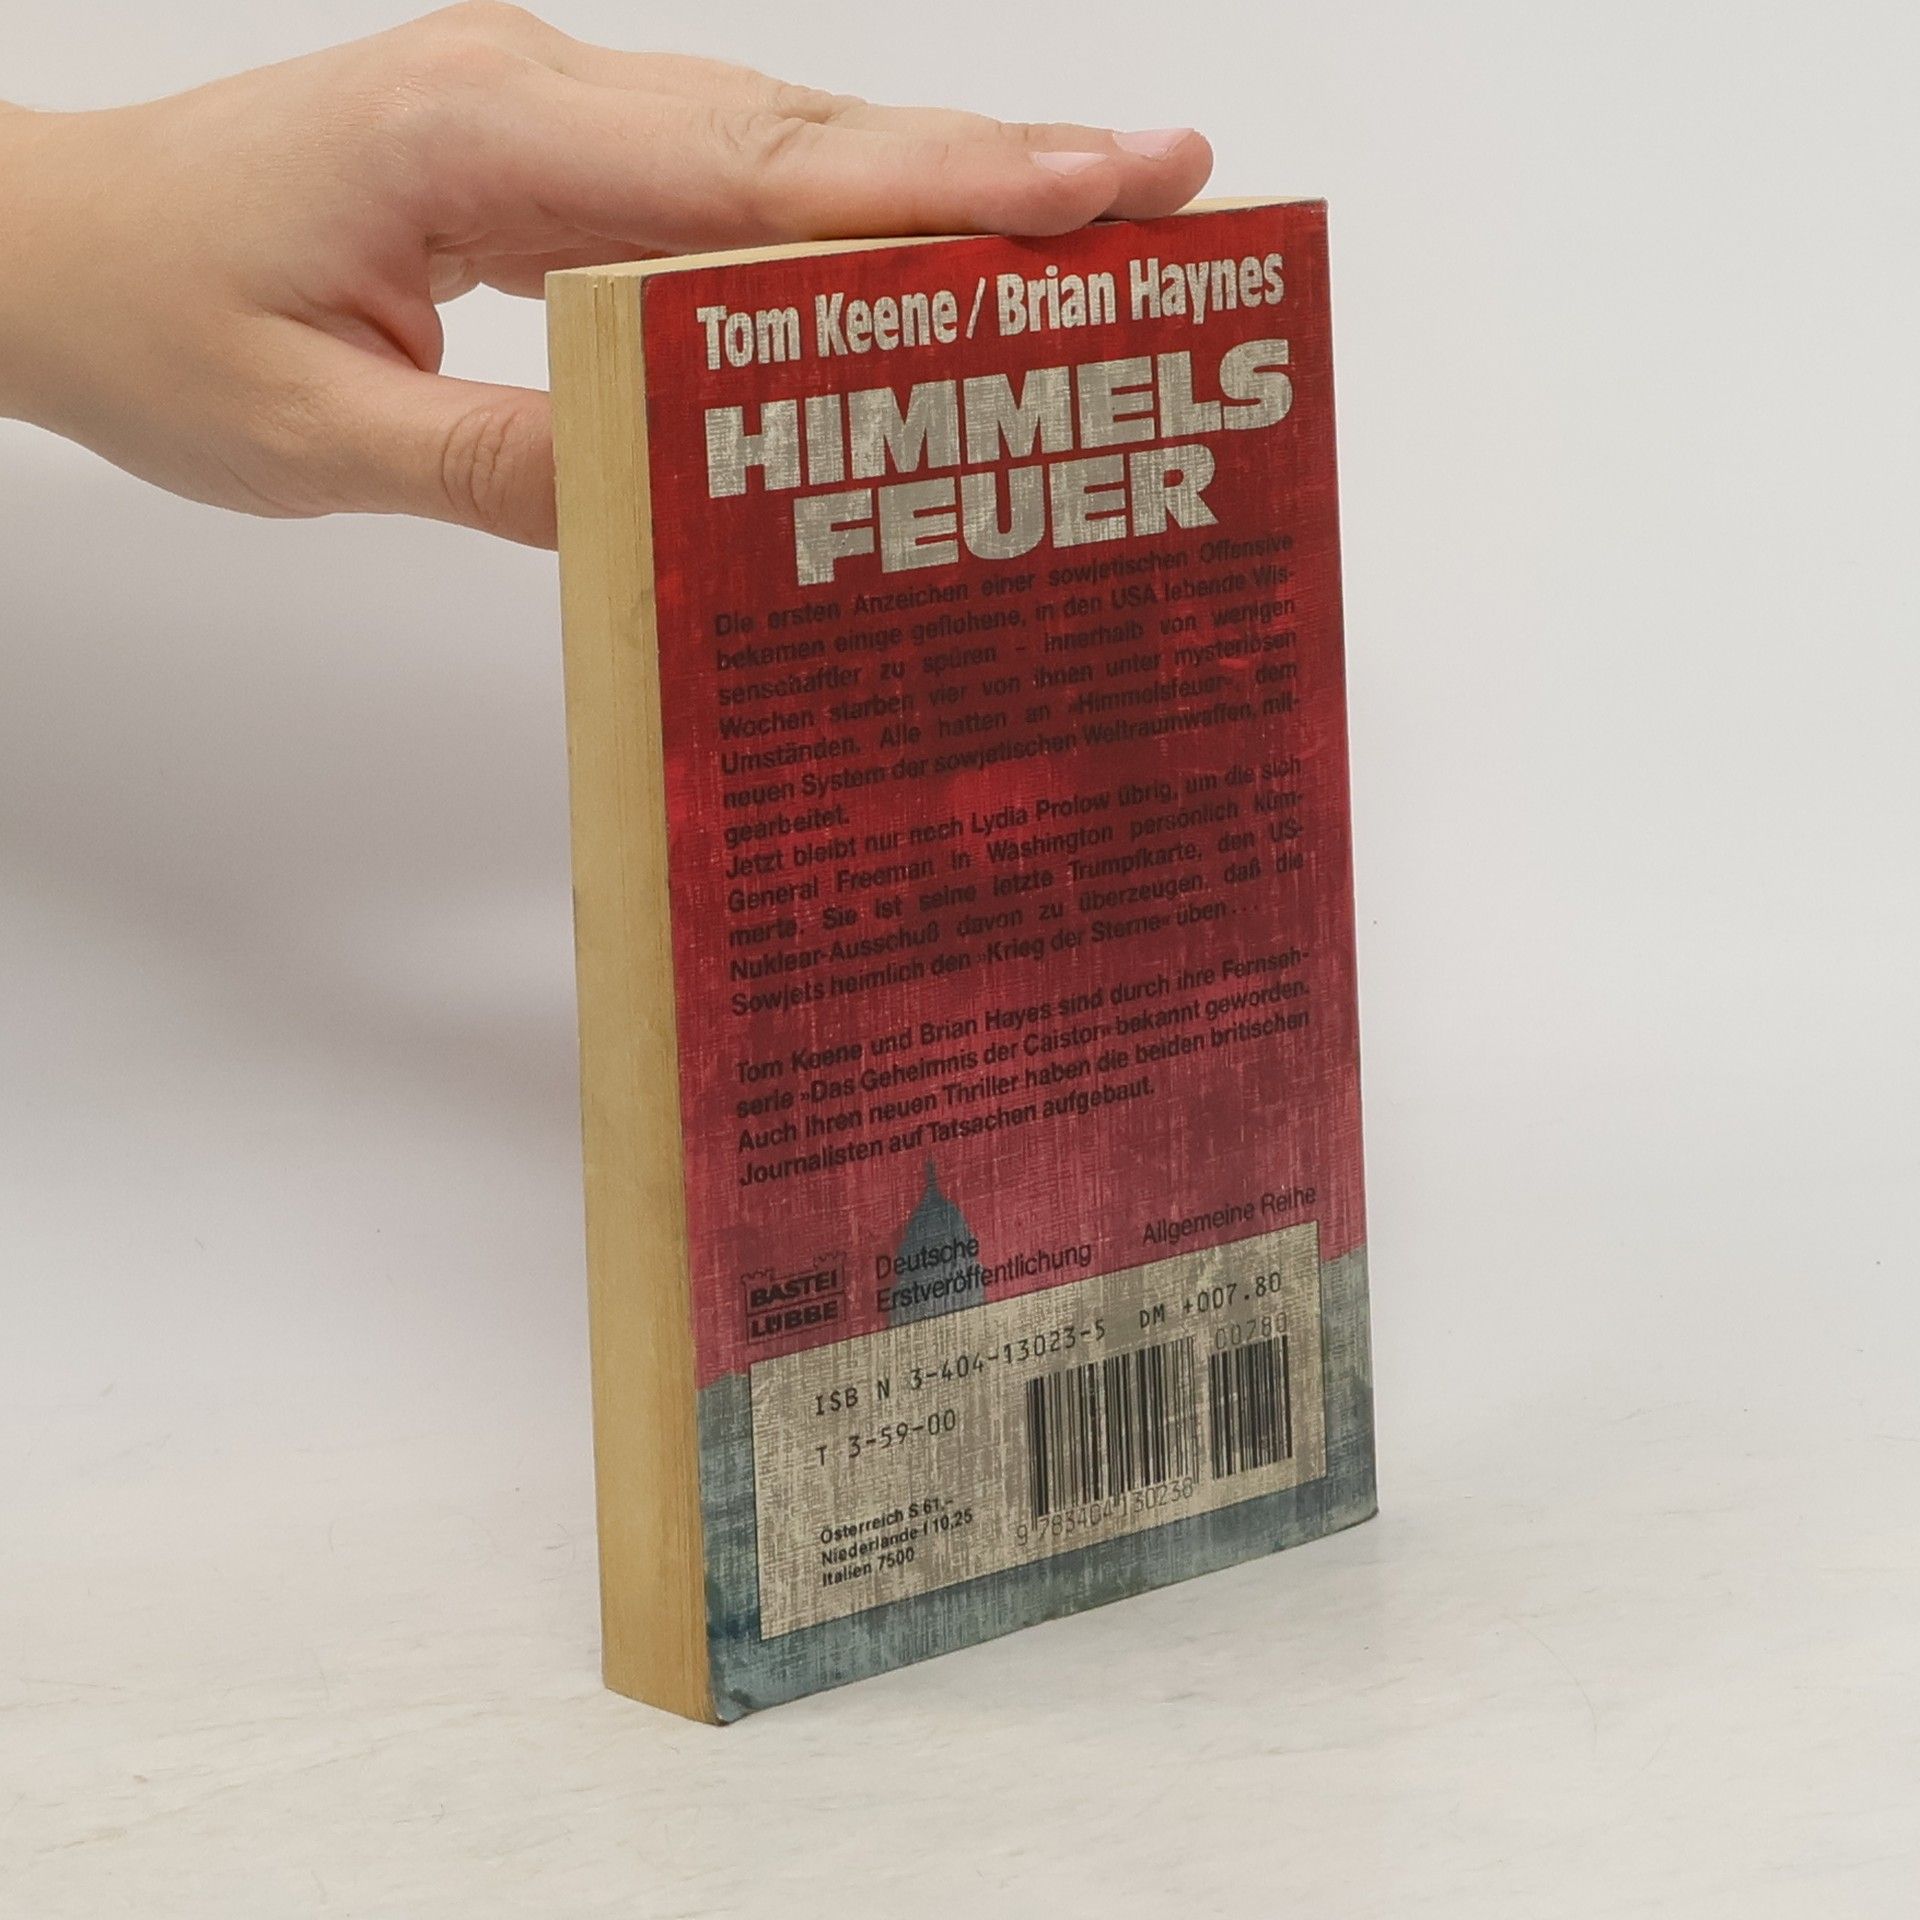 Tom Keene / Brian Haynes
HIMMELS
FEUER
Die ersten Anzeichen einer sowjetischen Offensive
bekamen einige geflohene, in den USA lebende Wis-
senschaftler zu spüren – innerhalb von wenigen
Wochen starben vier von ihnen unter mysteriösen
Umständen. Alle hatten an »Himmelsfeuer«, dem
neuen System der sowjetischen Weltraumwaffen, mit-
gearbeitet.
Jetzt bleibt nur noch Lydia Prolow übrig, um die sich
General Freeman in Washington persönlich küm-
merte. Sie ist seine letzte Trumpfkarte, den US-
Nuklear-Ausschuß davon zu überzeugen, daß die
Sowjets heimlich den »Krieg der Sterne« üben . . .
Tom Keene und Brian Hayes sind durch ihre Fernseh-
serie »Das Geheimnis der Caistor« bekannt geworden.
Auch ihren neuen Thriller haben die beiden britischen
Journalisten auf Tatsachen aufgebaut.
BASTEI
LÜBBE
Deutsche
Erstveröffentlichung
Allgemeine Reihe
ISB N 3-404-13023-5 DM +007.80
T 3-59-00
00780
Österreich S 61,–
Niederlande f 10,25
Italien 7500
9 783404 130238